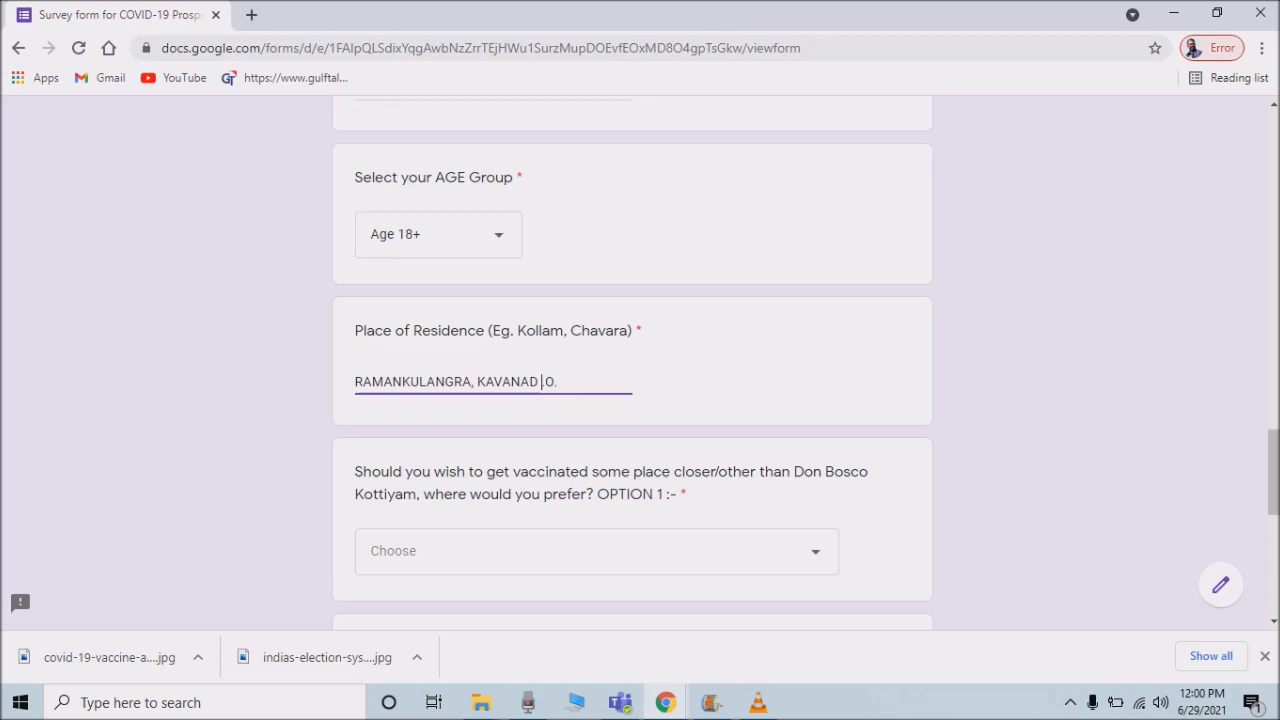 Survey form for COVID-19 Prosp
docs.google.com/forms/d/e/1FAIpQLSdixYqgAwbNzZrrTEjHWu1SurzMupDOEvfEOxMD8O4gpTsGkw/viewform
Error
Apps
Gmail
YouTube
https://www.gulftal...
Reading list
Select your AGE Group *
Age 18+
Place of Residence (Eg. Kollam, Chavara) *
RAMANKULANGRA, KAVANAD .O.
Should you wish to get vaccinated some place closer/other than Don Bosco
Kottiyam, where would you prefer? OPTION 1 :- *
Choose
covid-19-vaccine-a....jpg
indias-election-sys....jpg
Show all
Type here to search
12:00 PM
6/29/2021
1